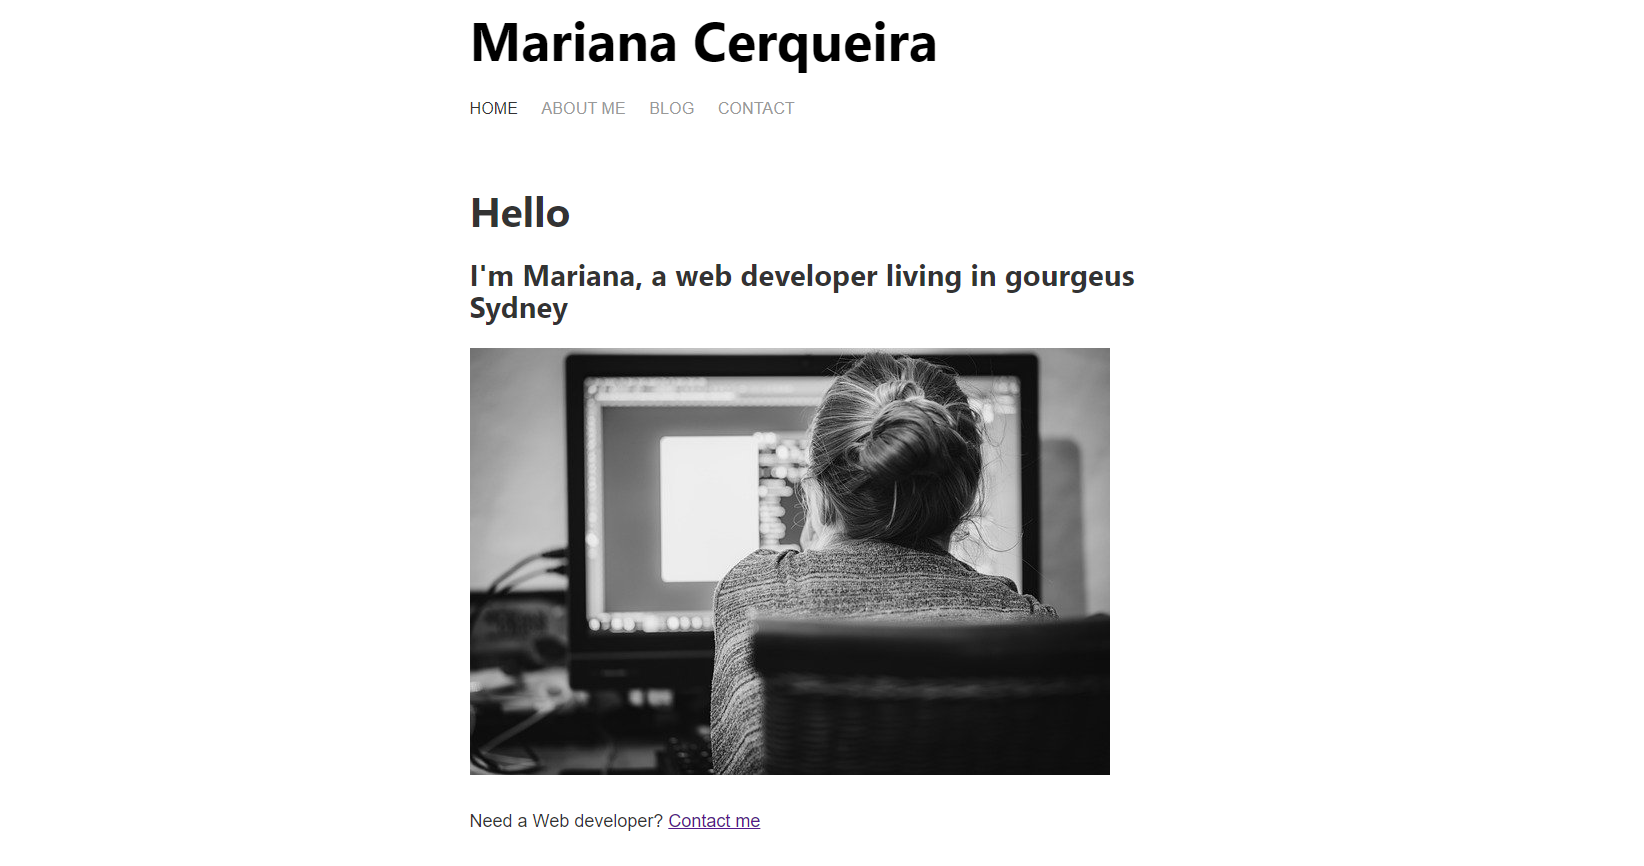 Mariana Cerqueira
HOME ABOUT ME BLOG CONTACT
Hello
I'm Mariana, a web developer living in gourgeus
Sydney
Need a Web developer? Contact me